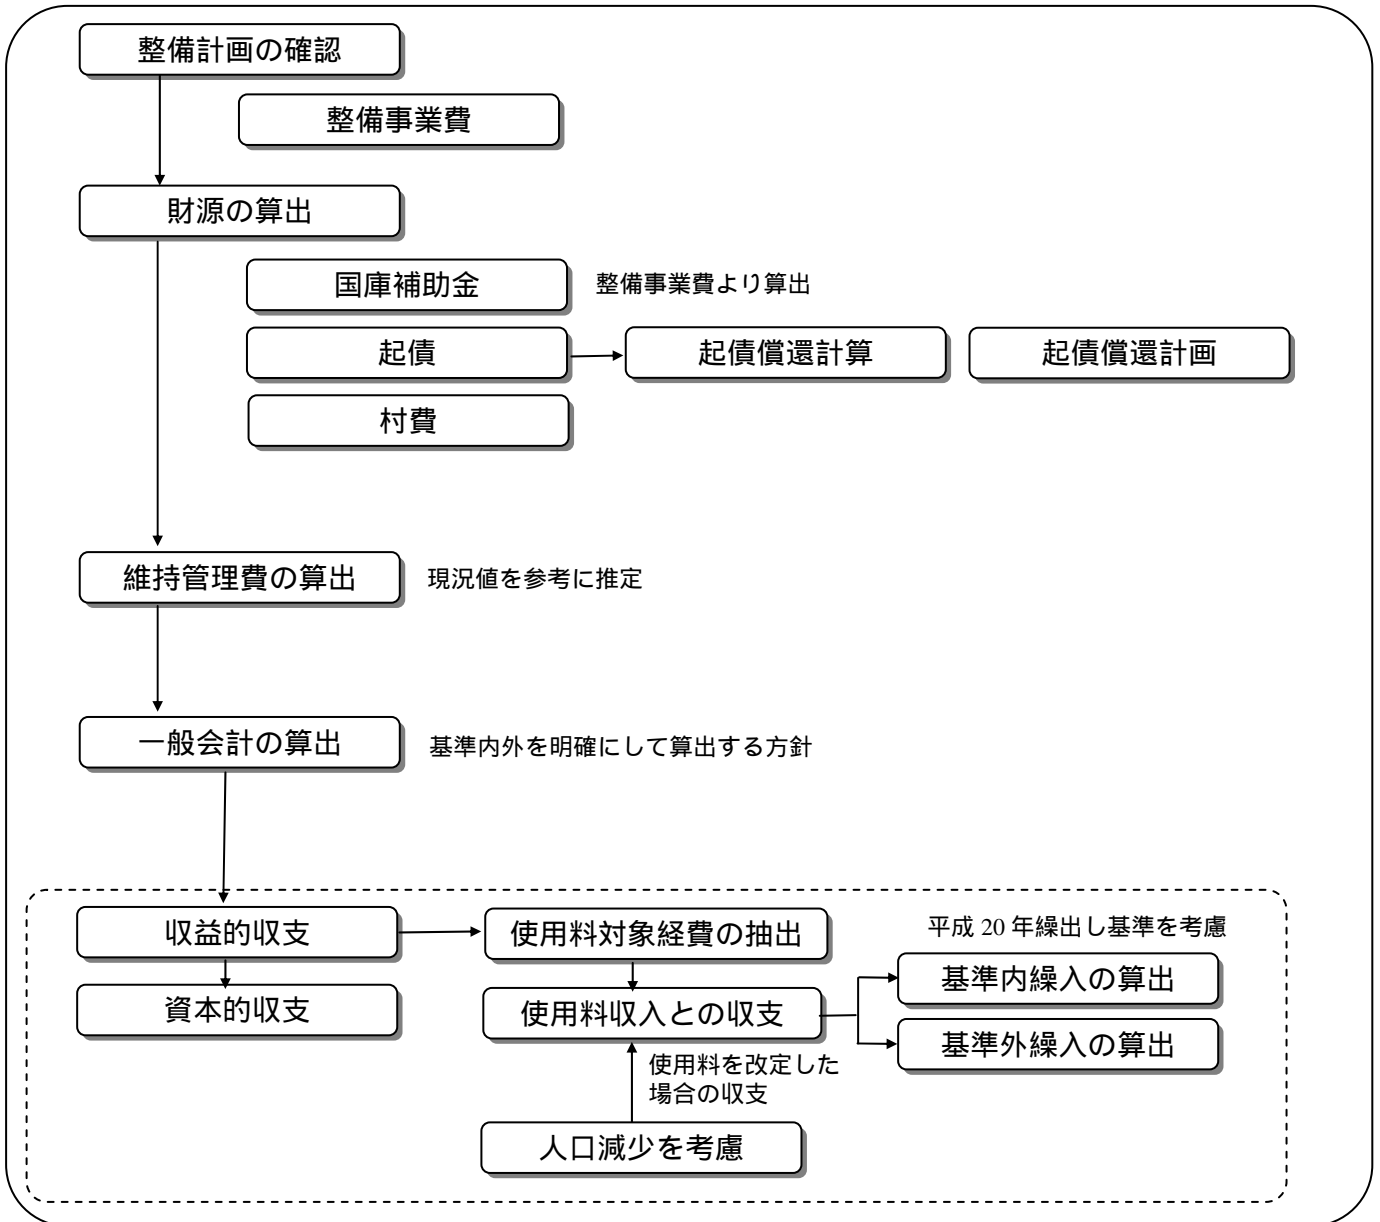 整備計画の確認
整備事業費
財源の算出
国庫補助金
整備事業費より算出
起債
起債償還計算
起債償還計画
村費
維持管理費の算出
現況値を参考に推定
一般会計の算出
基準内外を明確にして算出する方針
収益的収支
使用料対象経費の抽出
平成 20 年繰出し基準を考慮
基準内繰入の算出
資本的収支
使用料収入との収支
基準外繰入の算出
使用料を改定した
場合の収支
人口減少を考慮